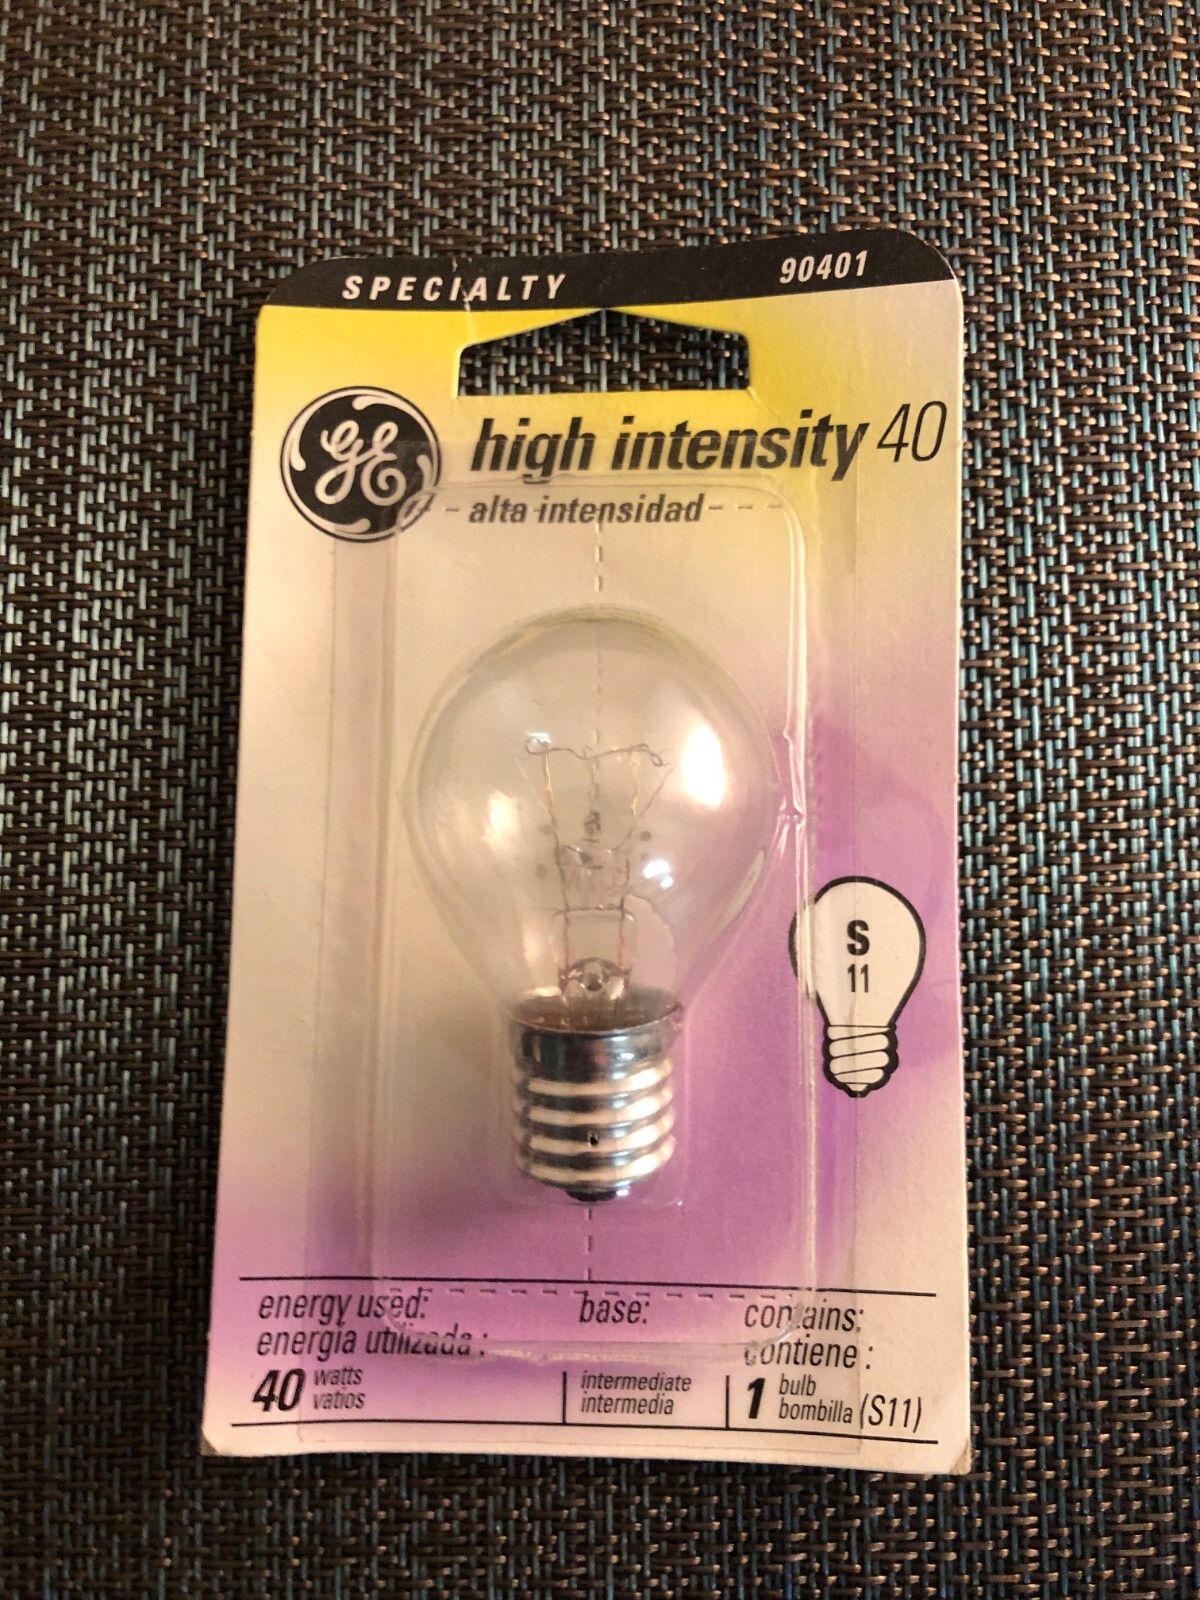 SPECIALTY 90401
GE
high intensity 40
alta intensidad
S
11
energy used:
energia utilizada :
40 watts
vatios
base:
intermediate
intermedia
contains:
contiene :
1 bulb
bombilla (S11)